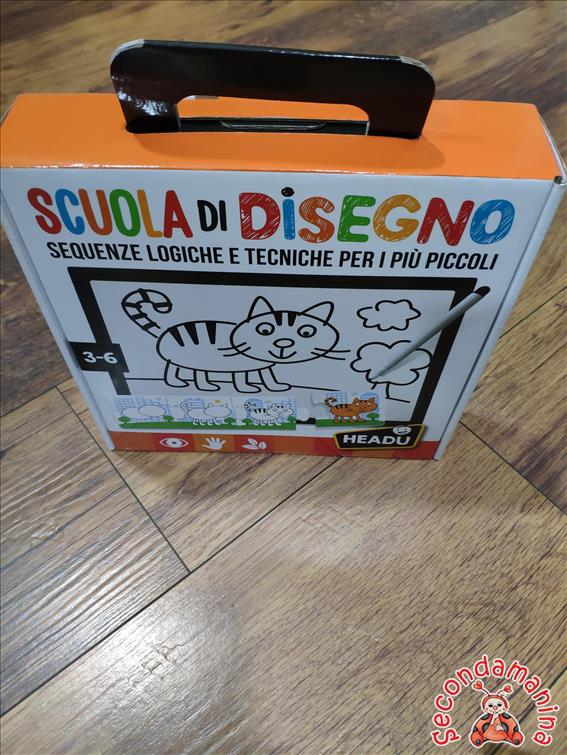 SCUOLA DI DiSEGNO
SEQUENZE LOGICHE E TECNICHE PER I PIÙ PICCOLI
3-6
HEADU
secondamanina